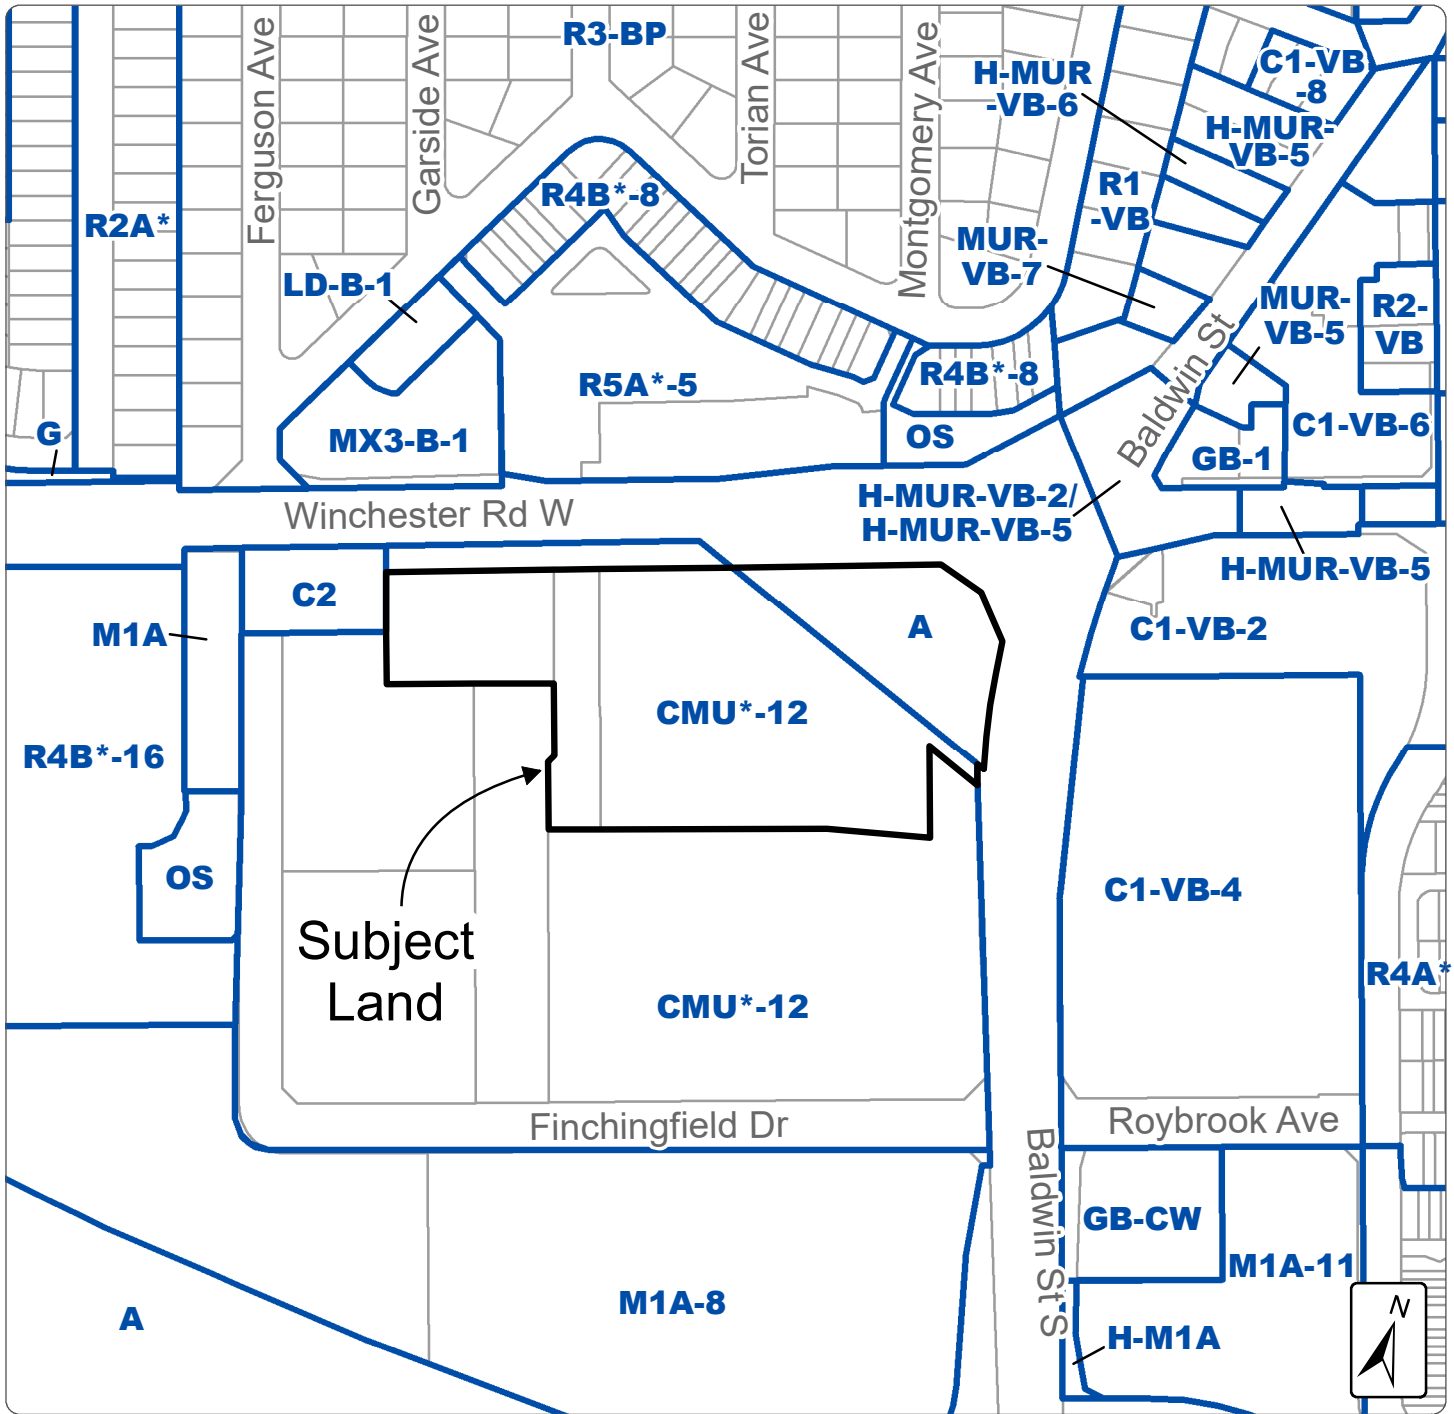 Ferguson Ave
Garside Ave
R3-BP
Torian Ave
Montgomery Ave
H-MUR
-VB-6
C1-VB
-8
H-MUR-
VB-5
R2A*
R4B*-8
R1
-VB
LD-B-1
MUR-
VB-7
MUR-
VB-5
R2-
VB
Baldwin St
R5A*-5
R4B*-8
G
MX3-B-1
OS
C1-VB-6
GB-1
Winchester Rd W
H-MUR-VB-2/
H-MUR-VB-5
H-MUR-VB-5
C2
M1A
A
C1-VB-2
CMU*-12
R4B*-16
OS
C1-VB-4
Subject
Land
R4A*
CMU*-12
Finchingfield Dr
Roybrook Ave
Baldwin St S
GB-CW
M1A-11
M1A-8
A
H-M1A
N